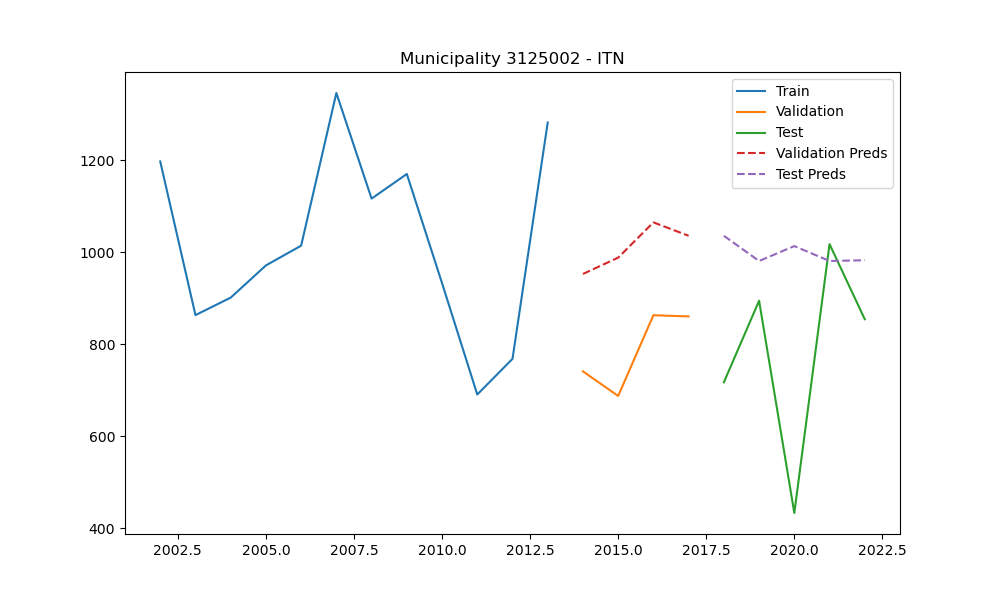 Municipality 3125002 - ITN
Train
Validation
Test
Validation Preds
Test Preds
1200
1000
800
600
400
2002.5 2005.0 2007.5 2010.0 2012.5 2015.0 2017.5 2020.0 2022.5